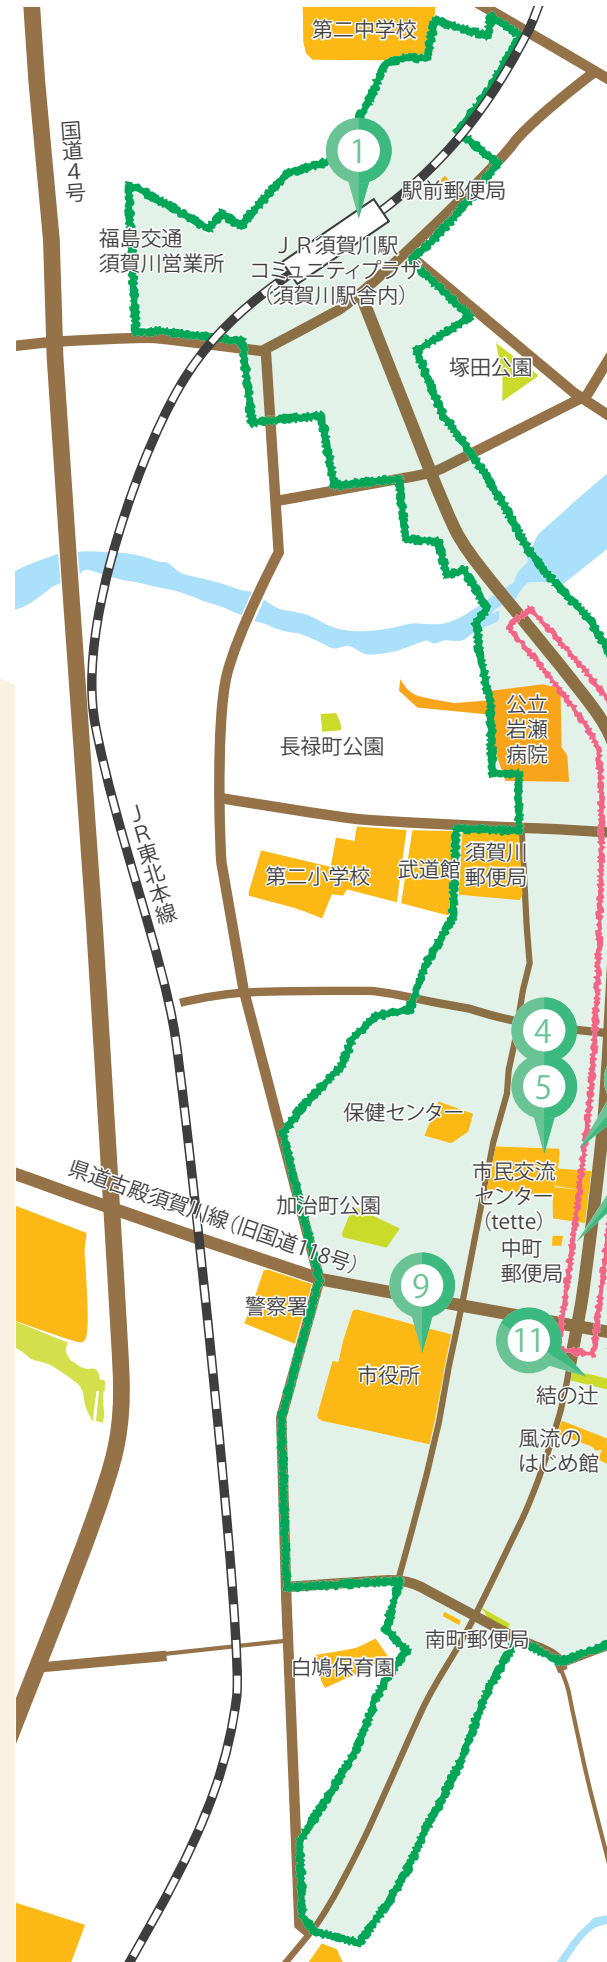 第二中学校
国道4号
1
駅前郵便局
福島交通
須賀川営業所
JR須賀川駅
コミュニティプラザ
(須賀川駅舎内)
塚田公園
公立
岩瀬
病院
長禄町公園
JR東北本線
須賀川
郵便局
武道館
第二小学校
4
5
保健センター
市民交流
センター
(tette)
県道古殿須賀川線(旧国道118号)
加治町公園
中町
郵便局
9
警察署
11
市役所
結の辻
風流の
はじめ館
南町郵便局
白鳩保育園